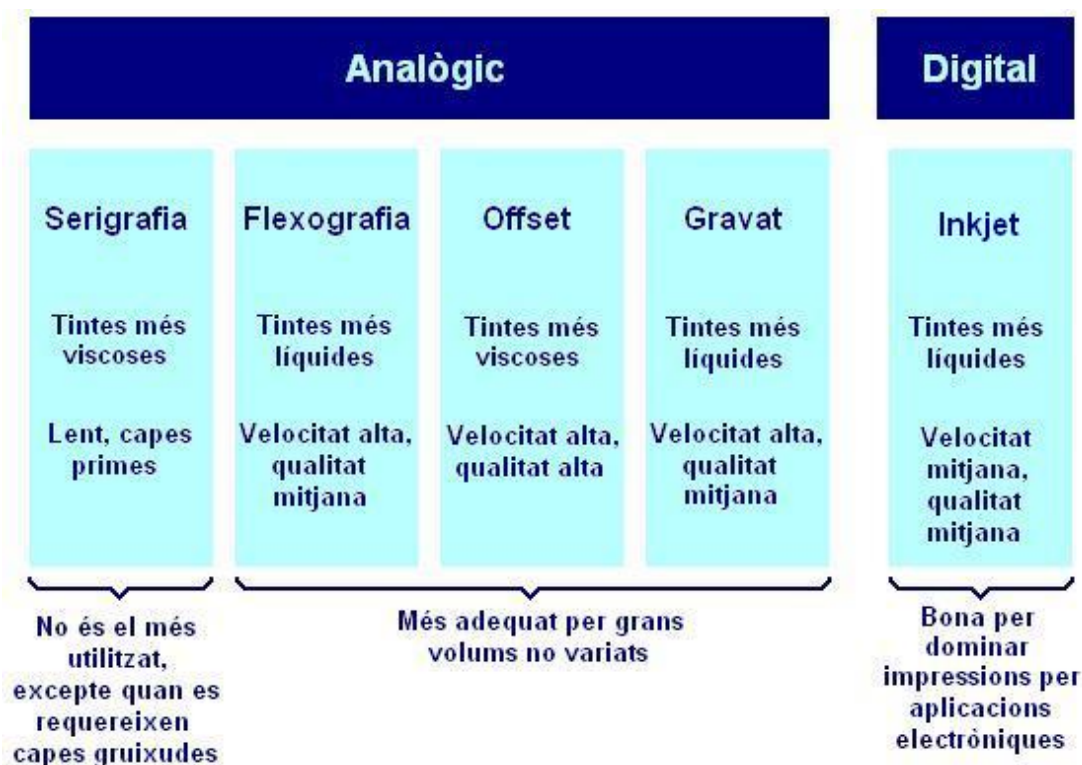 Analògic
Digital
Serigrafia
Tintes més
viscoses
Lent, capes
primes
Flexografia
Tintes més
líquides
Velocitat alta,
qualitat
mitjana
Offset
Tintes més
viscoses
Velocitat alta,
qualitat alta
Gravat
Tintes més
líquides
Velocitat alta,
qualitat
mitjana
Inkjet
Tintes més
líquides
Velocitat
mitjana,
qualitat
mitjana
No és el més
utilitzat,
excepte quan es
requereixen
capes gruixudes
Més adequat per grans
volums no variats
Bona per
dominar
impressions per
aplicacions
electròniques